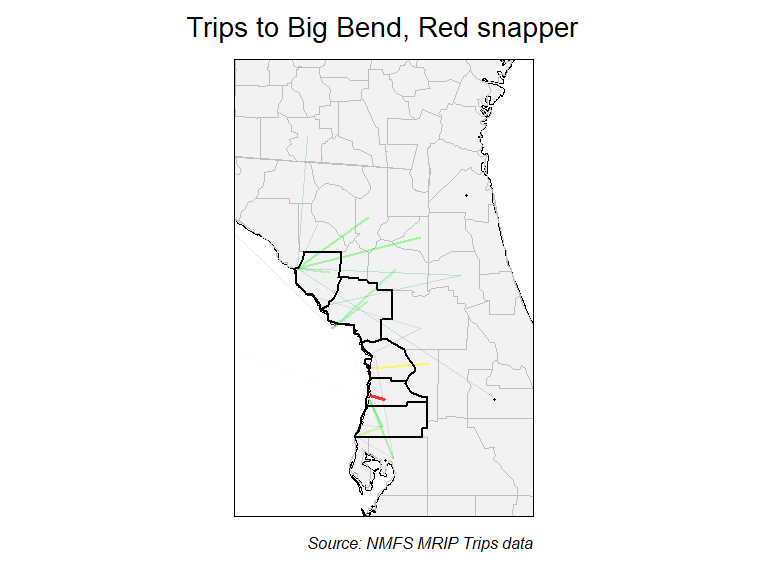 Trips to Big Bend, Red snapper
Source: NMFS MRIP Trips data